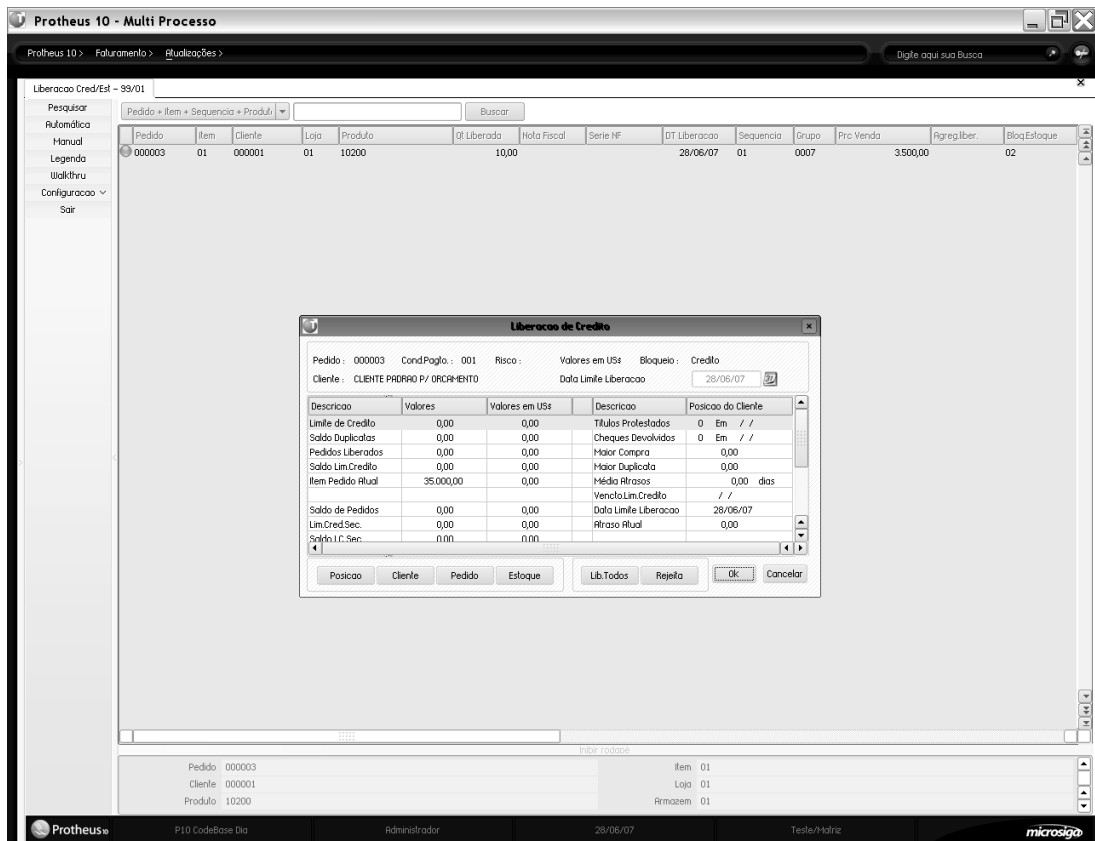 Protheus 10 - Multi Processo
Protheus 10 > Faturamento > Atualizações >
Digite aqui sua Busca
Liberacao Cred/Est - 99/01
Pesquisar
Automática
Manual
Legenda
Walkthru
Configuracao
Sair
Pedido + Item + Sequencia + Produt
Buscar
Pedido Item Cliente Loja Produto Qt Liberada Nota Fiscal Serie NF DT Liberacao Sequencia Grupo Prc Venda Agreg.liber. Bloq.Estoque
000003 01 000001 01 10200 10,00 28/06/07 01 0007 3.500,00 02
Liberacao de Credito
Pedido : 000003 Cond.Pagto. : 001 Risco : Valores em US$ Bloqueio : Credito
Cliente : CLIENTE PADRAO P/ ORCAMENTO Data Limite Liberacao 28/06/07
Descricao Valores Valores em US$ Descricao Posicao do Cliente
Limite de Credito 0,00 0,00 Titulos Protestados 0 Em / /
Saldo Duplicatas 0,00 0,00 Cheques Devolvidos 0 Em / /
Pedidos Liberados 0,00 0,00 Maior Compra 0,00
Saldo Lim.Credito 0,00 0,00 Maior Duplicata 0,00
Item Pedido Atual 35.000,00 0,00 Média Atrasos 0,00 dias
Vencto.Lim.Credito / /
Saldo de Pedidos 0,00 0,00 Data Limite Liberacao 28/06/07
Lim.Cred.Sec. 0,00 0,00 Atraso Atual 0,00
Saldo LC Sec 0,00 0,00
Posicao Cliente Pedido Estoque Lib.Todos Rejeita Ok Cancelar
Inibir rodapé
Pedido 000003 Item 01
Cliente 000001 Loja 01
Produto 10200 Armazem 01
Protheus10 P10 CodeBase Dia Administrador 28/06/07 Teste/Matriz microsiga